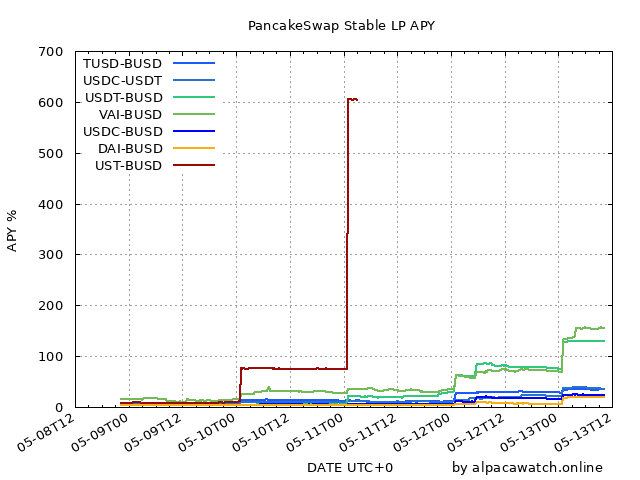 PancakeSwap Stable LP APY
700
600
500
400
300
200
100
0
APY %
TUSD-BUSD
USDC-USDT
USDT-BUSD
VAI-BUSD
USDC-BUSD
DAI-BUSD
UST-BUSD
05-08T12
05-09T00
05-09T12
05-10T00
05-10T12
05-11T00
05-11T12
05-12T00
05-12T12
05-13T00
05-13T12
DATE UTC+0
by alpacawatch.online